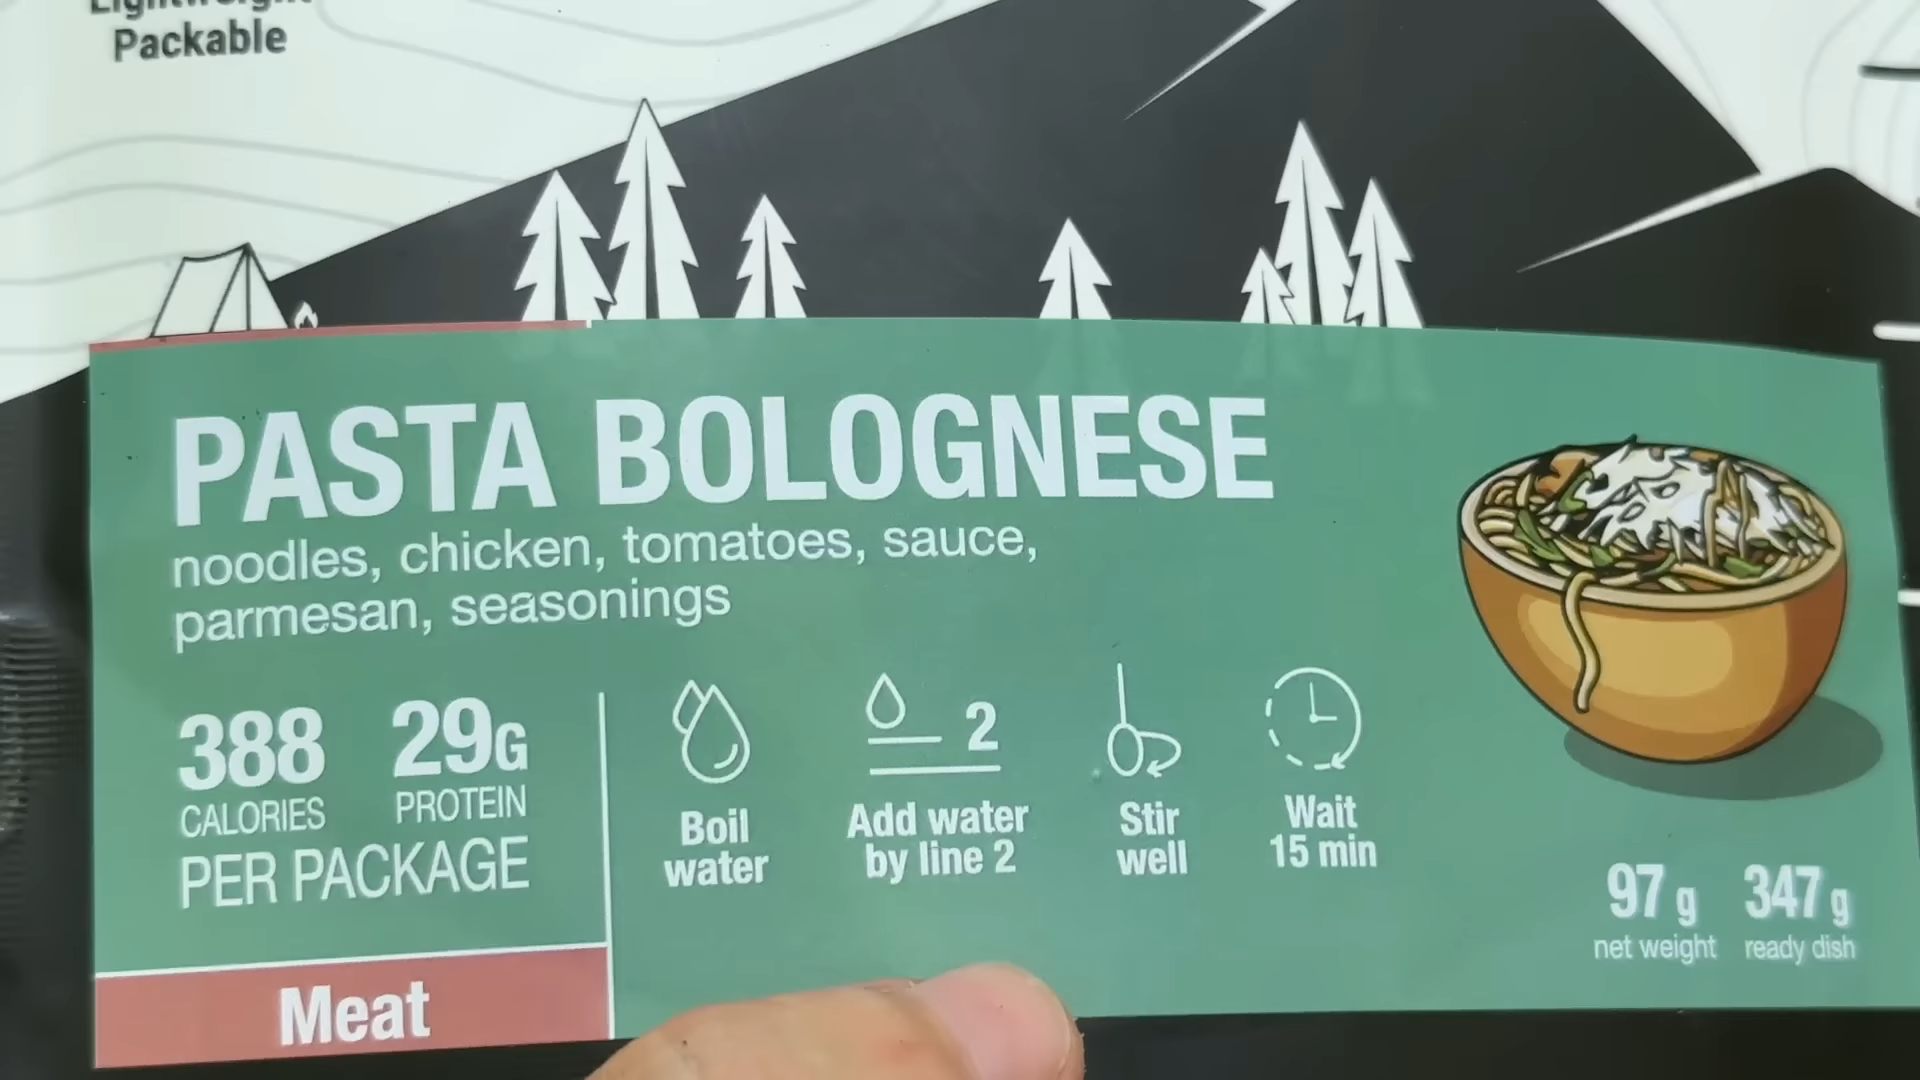 Lightweight
Packable
PASTA BOLOGNESE
noodles, chicken, tomatoes, sauce,
parmesan, seasonings
388 29G
CALORIES PROTEIN
PER PACKAGE
Meat
Boil
water
2
Add water
by line 2
Stir
well
Wait
15 min
97 g 347 g
net weight ready dish